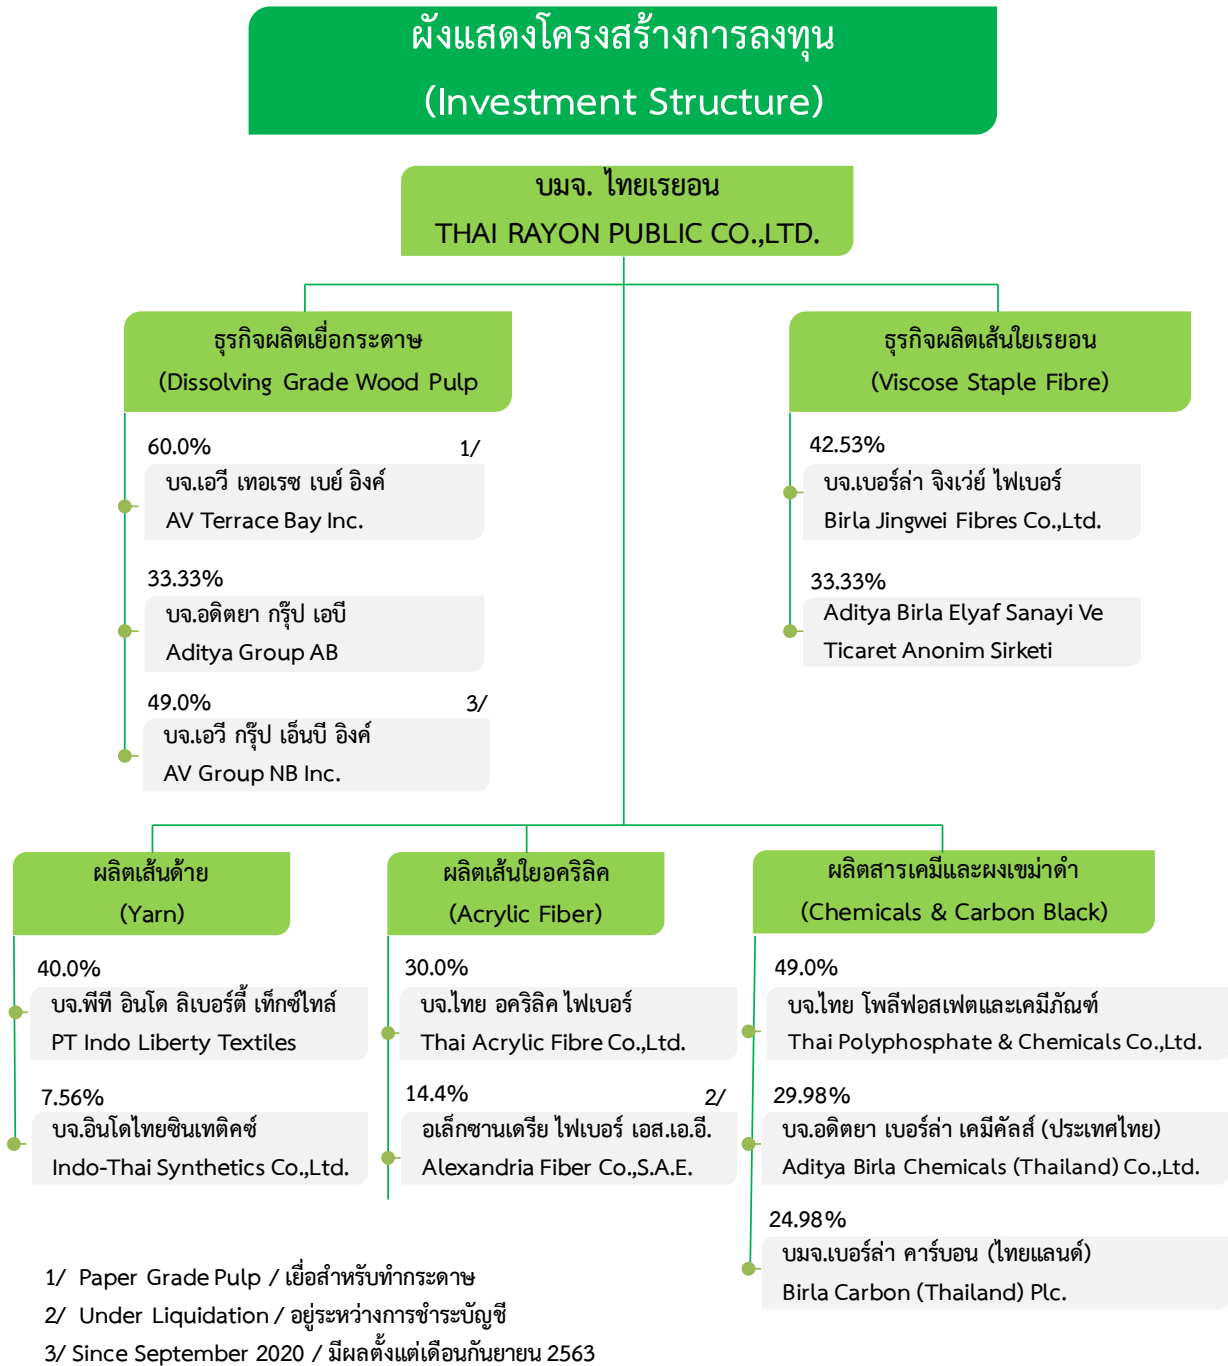 ผังแสดงโครงสร้างการลงทุน
(Investment Structure)
บมจ. ไทยเรยอน
THAI RAYON PUBLIC CO.,LTD.
ธุรกิจผลิตเยื่อกระดาษ
(Dissolving Grade Wood Pulp
60.0% 1/
บจ.เอวี เทอเรซ เบย์ อิงค์
AV Terrace Bay Inc.
33.33%
บจ.อดิตยา กรุ๊ป เอบี
Aditya Group AB
49.0% 3/
บจ.เอวี กรุ๊ป เอ็นบี อิงค์
AV Group NB Inc.
ธุรกิจผลิตเส้นใยเรยอน
(Viscose Staple Fibre)
42.53%
บจ.เบอร์ล่า จิงเว่ย์ ไฟเบอร์
Birla Jingwei Fibres Co.,Ltd.
33.33%
Aditya Birla Elyaf Sanayi Ve
Ticaret Anonim Sirketi
ผลิตเส้นด้าย
(Yarn)
40.0%
บจ.พีที อินโด ลิเบอร์ตี้ เท็กซ์ไทล์
PT Indo Liberty Textiles
7.56%
บจ.อินโดไทยซินเทติคซ์
Indo-Thai Synthetics Co.,Ltd.
ผลิตเส้นใยอคริลิค
(Acrylic Fiber)
30.0%
บจ.ไทย อคริลิค ไฟเบอร์
Thai Acrylic Fibre Co.,Ltd.
14.4% 2/
อเล็กซานเดรีย ไฟเบอร์ เอส.เอ.อี.
Alexandria Fiber Co.,S.A.E.
ผลิตสารเคมีและผงเขม่าดำ
(Chemicals & Carbon Black)
49.0%
บจ.ไทย โพลีฟอสเฟตและเคมีภัณฑ์
Thai Polyphosphate & Chemicals Co.,Ltd.
29.98%
บจ.อดิตยา เบอร์ล่า เคมีคัลส์ (ประเทศไทย)
Aditya Birla Chemicals (Thailand) Co.,Ltd.
24.98%
บมจ.เบอร์ล่า คาร์บอน (ไทยแลนด์)
Birla Carbon (Thailand) Plc.
1/ Paper Grade Pulp / เยื่อสำหรับทำกระดาษ
2/ Under Liquidation / อยู่ระหว่างการชำระบัญชี
3/ Since September 2020 / มีผลตั้งแต่เดือนกันยายน 2563